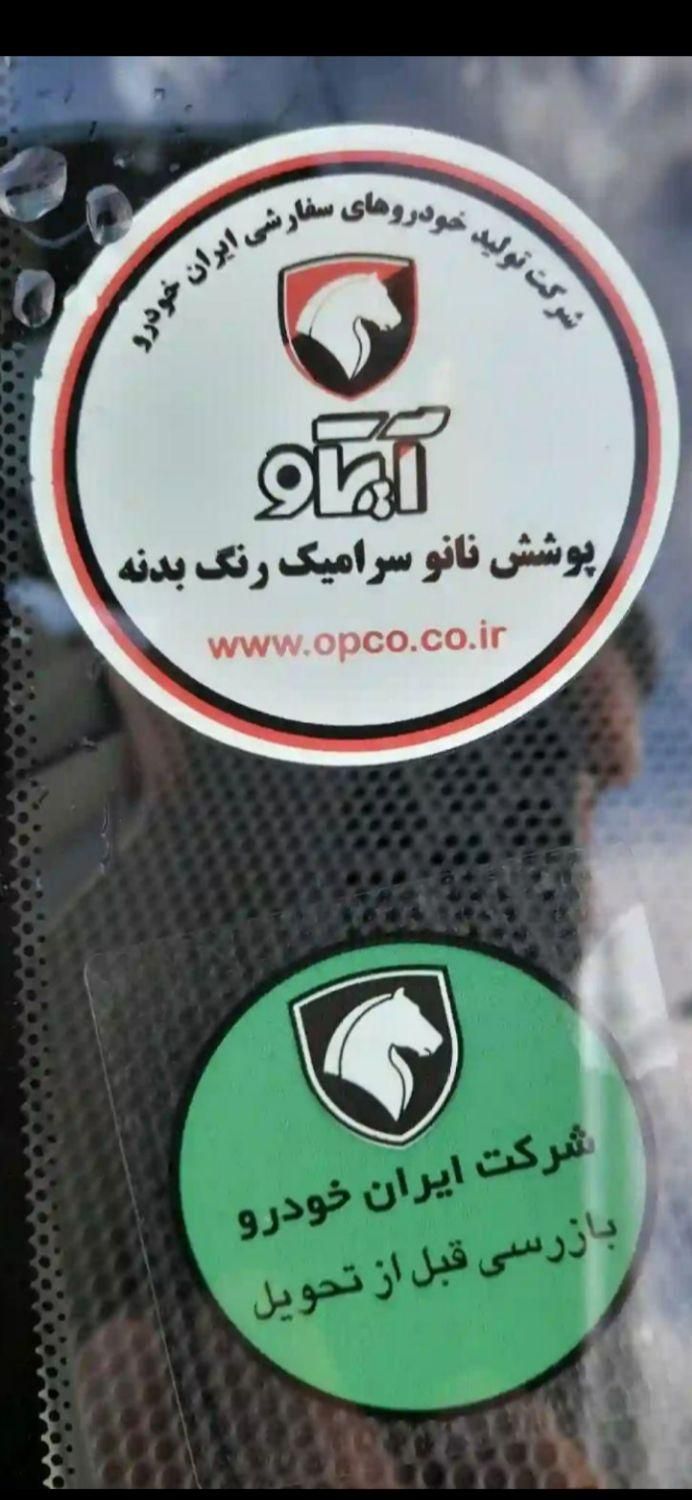 شرکت تولید خودروهای سفارشی ایران خودرو
آپکو
پوشش نانو سرامیک رنگ بدنه
www.opco.co.ir
شرکت ایران خودرو
بازرسی قبل از تحویل